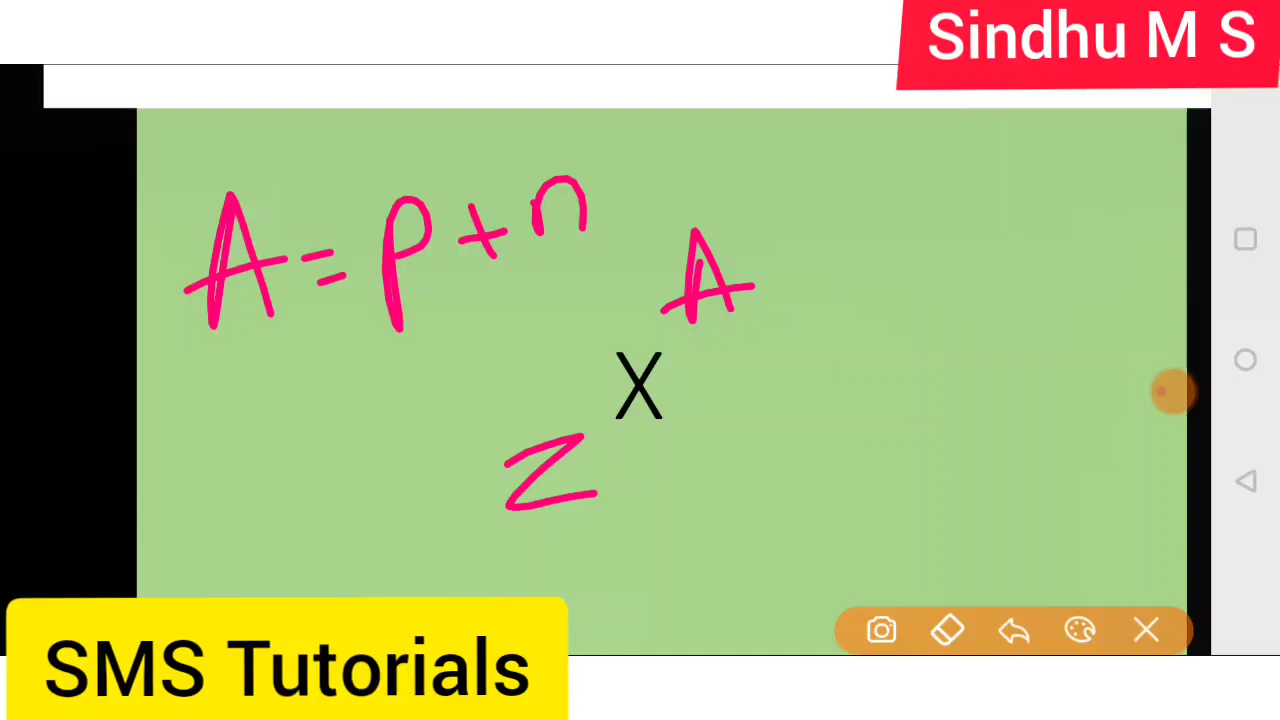 Sindhu M S
A = p + n
A
X
Z
SMS Tutorials